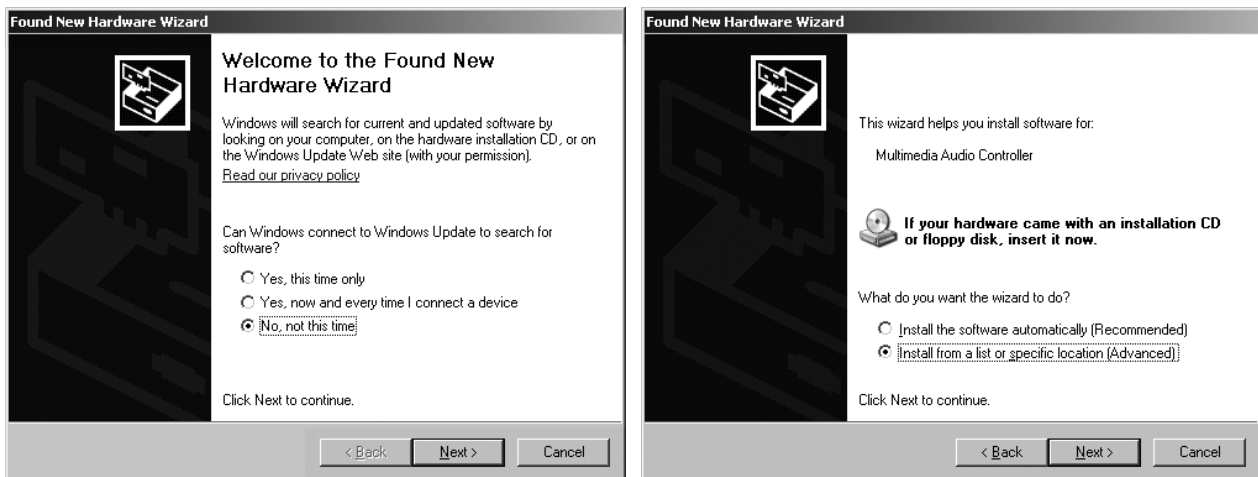 Found New Hardware Wizard
Welcome to the Found New
Hardware Wizard
Windows will search for current and updated software by
looking on your computer, on the hardware installation CD, or on
the Windows Update Web site (with your permission).
Read our privacy policy
Can Windows connect to Windows Update to search for
software?
Yes, this time only
Yes, now and every time I connect a device
No, not this time
Click Next to continue.
< Back
Next >
Cancel
Found New Hardware Wizard
This wizard helps you install software for:
Multimedia Audio Controller
If your hardware came with an installation CD
or floppy disk, insert it now.
What do you want the wizard to do?
Install the software automatically (Recommended)
Install from a list or specific location (Advanced)
Click Next to continue.
< Back
Next >
Cancel